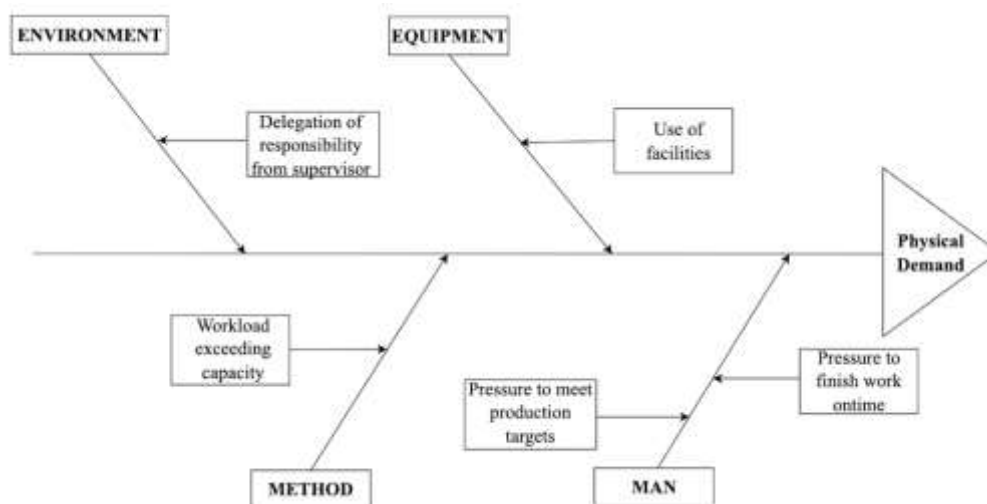 ENVIRONMENT
EQUIPMENT
Delegation of
responsibility
from supervisor
Use of
facilities
Physical
Demand
Workload
exceeding
capacity
Pressure to meet
production
targets
Pressure to
finish work
ontime
METHOD
MAN